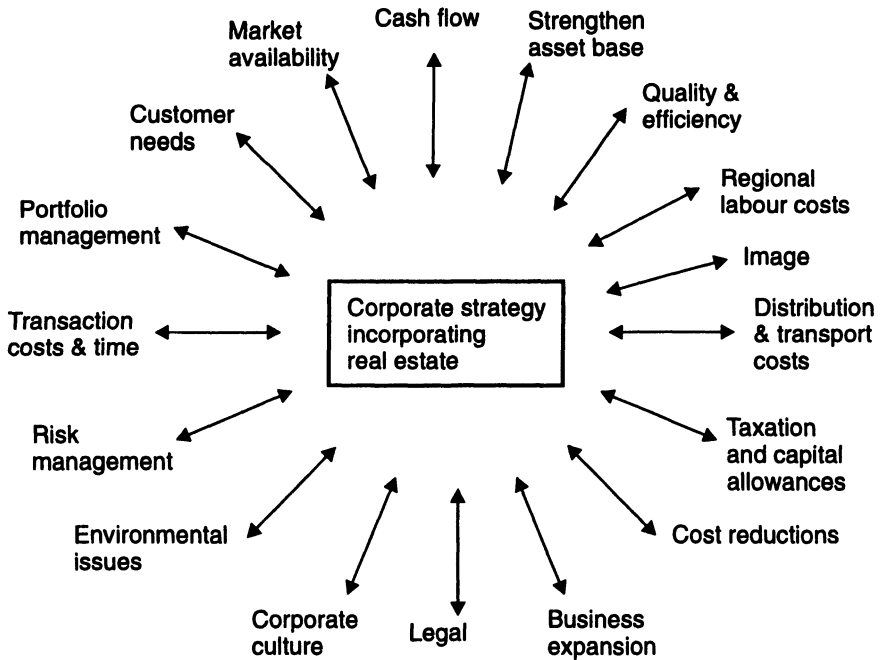 Cash flow
Market
availability
Strengthen
asset base
Quality &
efficiency
Customer
needs
Regional
labour costs
Portfolio
management
Image
Corporate strategy
incorporating
real estate
Distribution
& transport
costs
Transaction
costs & time
Risk
management
Taxation
and capital
allowances
Environmental
issues
Cost reductions
Corporate
culture
Legal
Business
expansion